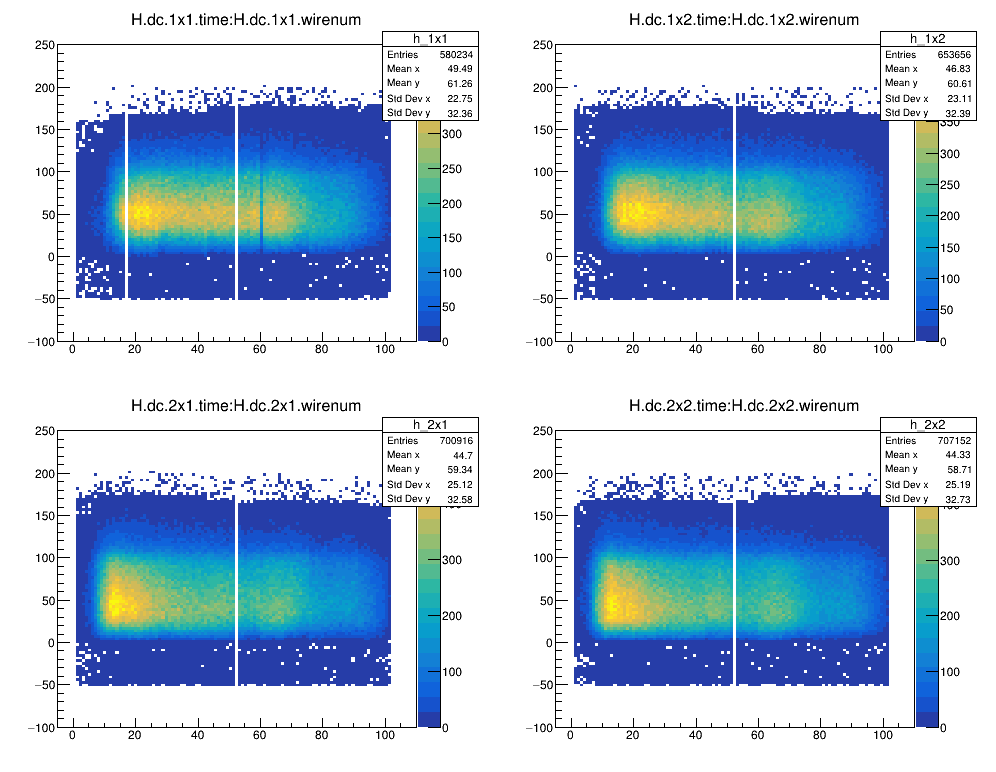 H.dc.1x1.time:H.dc.1x1.wirenum
h_1x1
Entries 580234
Mean x 49.49
Mean y 61.26
Std Dev x 22.75
Std Dev y 32.36
250
200
150
100
50
0
−50
−100
0 20 40 60 80 100
300
250
200
150
100
50
0
H.dc.1x2.time:H.dc.1x2.wirenum
h_1x2
Entries 653656
Mean x 46.83
Mean y 60.61
Std Dev x 23.11
Std Dev y 32.39
250
200
150
100
50
0
−50
−100
0 20 40 60 80 100
350
300
250
200
150
100
50
0
H.dc.2x1.time:H.dc.2x1.wirenum
h_2x1
Entries 700916
Mean x 44.7
Mean y 59.34
Std Dev x 25.12
Std Dev y 32.58
250
200
150
100
50
0
−50
−100
0 20 40 60 80 100
300
200
100
0
H.dc.2x2.time:H.dc.2x2.wirenum
h_2x2
Entries 707152
Mean x 44.33
Mean y 58.71
Std Dev x 25.19
Std Dev y 32.73
250
200
150
100
50
0
−50
−100
0 20 40 60 80 100
300
200
100
0